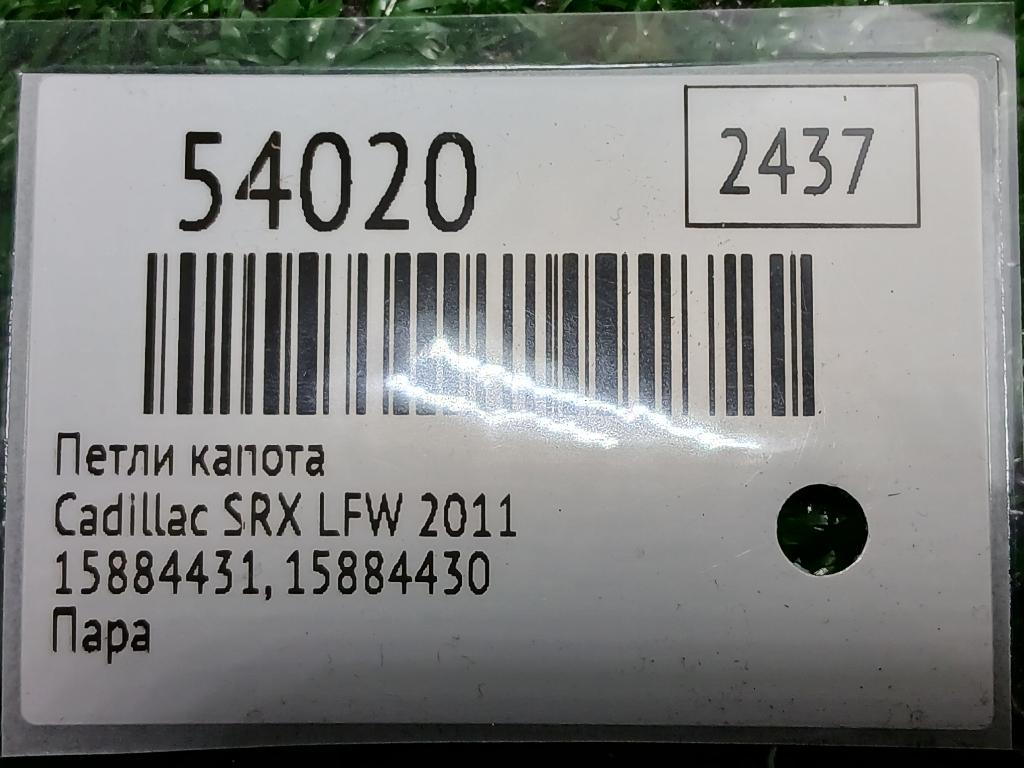 54020
2437
Петли капота
Cadillac SRX LFW 2011
15884431, 15884430
Пара